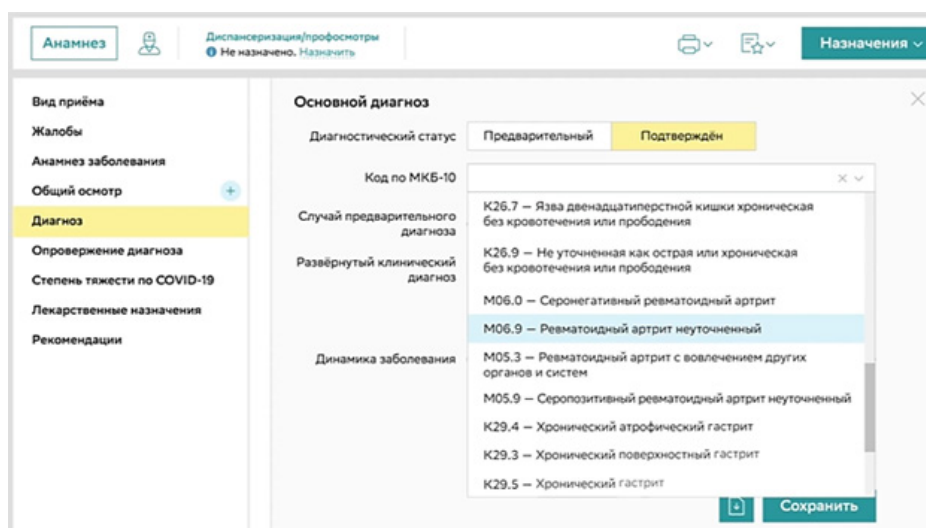 Анамнез
Диспансеризация/профосмотры
Не назначено. Назначить
Назначения
Вид приёма
Жалобы
Анамнез заболевания
Общий осмотр
Диагноз
Опровержение диагноза
Степень тяжести по COVID-19
Лекарственные назначения
Рекомендации
Основной диагноз
Диагностический статус
Предварительный
Подтверждён
Код по МКБ-10
Случай предварительного
диагноза
Развёрнутый клинический
диагноз
Динамика заболевания
K26.7 – Язва двенадцатиперстной кишки хроническая
без кровотечения или прободения
K26.9 – Не уточненная как острая или хроническая
без кровотечения или прободения
M06.0 – Серонегативный ревматоидный артрит
M06.9 – Ревматоидный артрит неуточненный
M05.3 – Ревматоидный артрит с вовлечением других
органов и систем
M05.9 – Серопозитивный ревматоидный артрит неуточненный
K29.4 – Хронический атрофический гастрит
K29.3 – Хронический поверхностный гастрит
K29.5 – Хронический гастрит
Сохранить